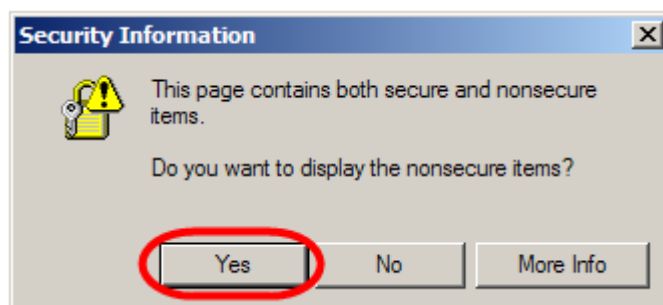 Security Information
This page contains both secure and nonsecure
items.
Do you want to display the nonsecure items?
Yes No More Info